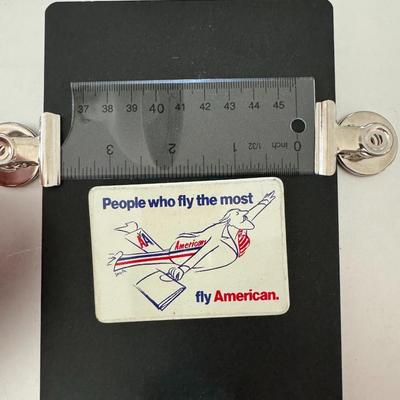 37 38 39 40 41 42 43 44 45
3 2 1 0 inch 1/32
People who fly the most
AA
American
fly American.